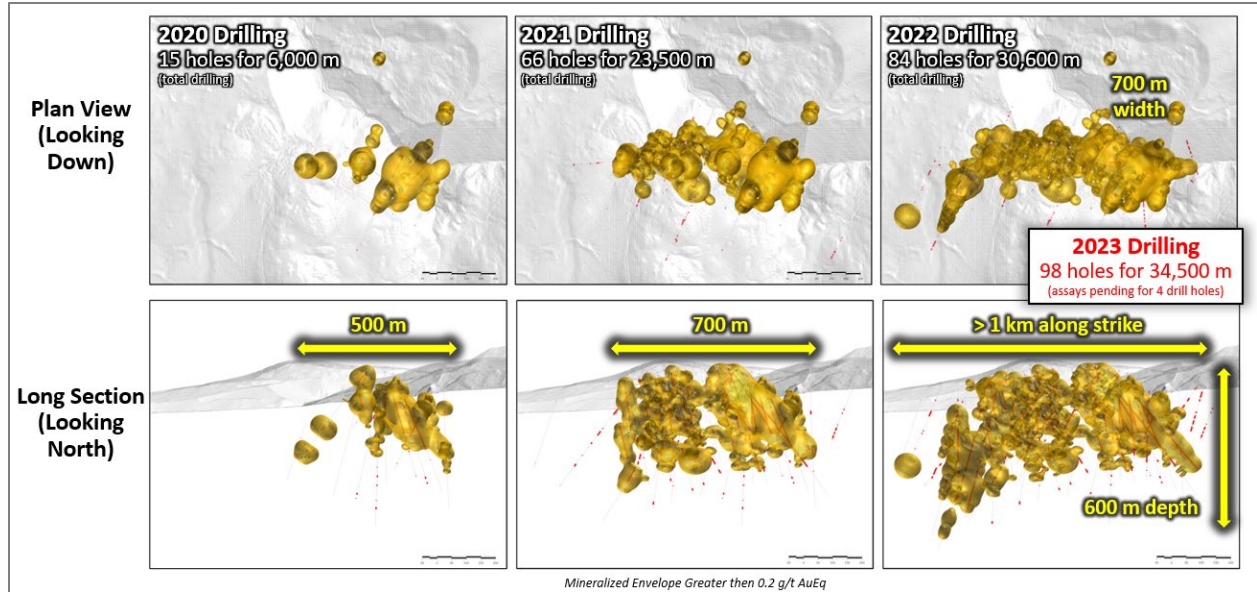 2020 Drilling
15 holes for 6,000 m
(total drilling)
2021 Drilling
66 holes for 23,500 m
(total drilling)
2022 Drilling
84 holes for 30,600 m
(total drilling)
700 m
width
Plan View
(Looking
Down)
2023 Drilling
98 holes for 34,500 m
(assays pending for 4 drill holes)
500 m
700 m
> 1 km along strike
Long Section
(Looking
North)
600 m depth
Mineralized Envelope Greater then 0.2 g/t AuEq